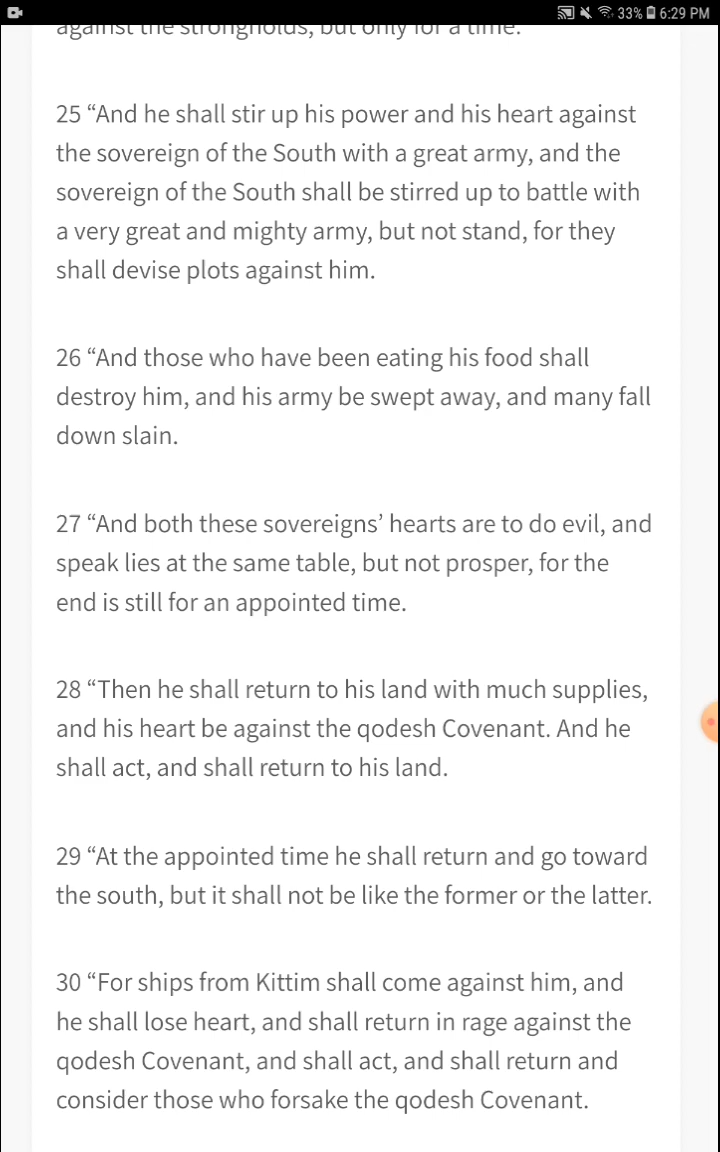 33% 6:29 PM
against the strongholds, but only for a time.
25 “And he shall stir up his power and his heart against
the sovereign of the South with a great army, and the
sovereign of the South shall be stirred up to battle with
a very great and mighty army, but not stand, for they
shall devise plots against him.
26 “And those who have been eating his food shall
destroy him, and his army be swept away, and many fall
down slain.
27 “And both these sovereigns’ hearts are to do evil, and
speak lies at the same table, but not prosper, for the
end is still for an appointed time.
28 “Then he shall return to his land with much supplies,
and his heart be against the qodesh Covenant. And he
shall act, and shall return to his land.
29 “At the appointed time he shall return and go toward
the south, but it shall not be like the former or the latter.
30 “For ships from Kittim shall come against him, and
he shall lose heart, and shall return in rage against the
qodesh Covenant, and shall act, and shall return and
consider those who forsake the qodesh Covenant.